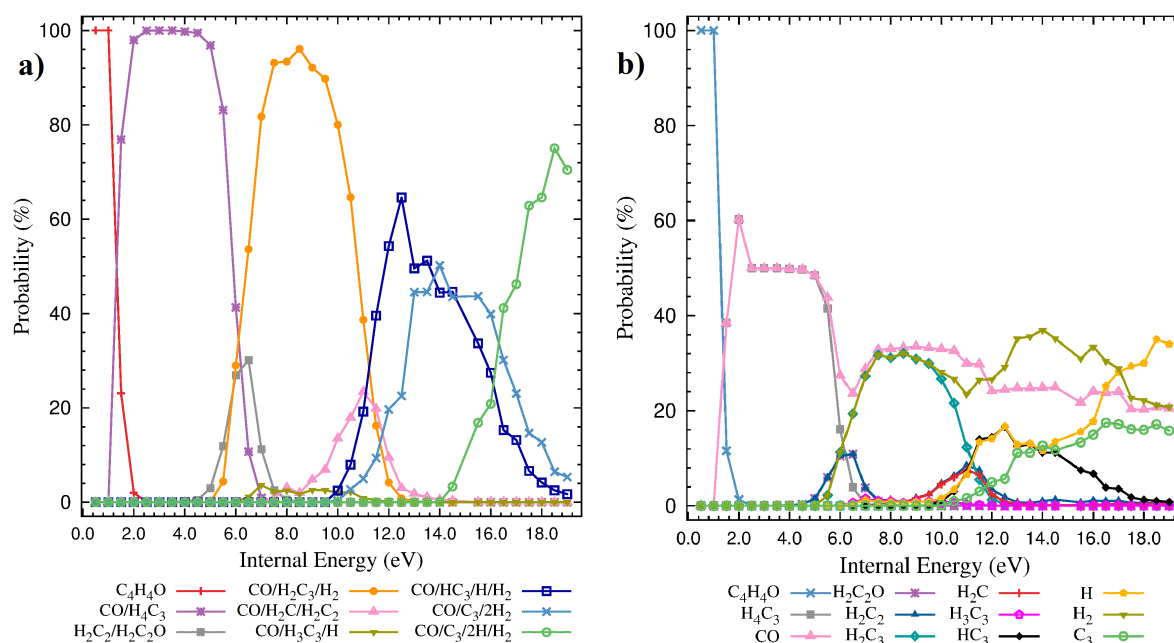 a)
Probability (%)
100
80
60
40
20
0
0.0 2.0 4.0 6.0 8.0 10.0 12.0 14.0 16.0 18.0
Internal Energy (eV)
C₄H₄O
CO/H₄C₃
H₂C₂/H₂C₂O
CO/H₂C₃/H₂
CO/H₂C/H₂C₂
CO/H₃C₃/H
CO/HC₃/H/H₂
CO/C₃/2H₂
CO/C₃/2H/H₂
b)
Probability (%)
100
80
60
40
20
0
0.0 2.0 4.0 6.0 8.0 10.0 12.0 14.0 16.0 18.0
Internal Energy (eV)
C₄H₄O
H₄C₃
CO
H₂C₂O
H₂C₂
H₂C₃
H₂C
H₃C₃
HC₃
H
H₂
C₃